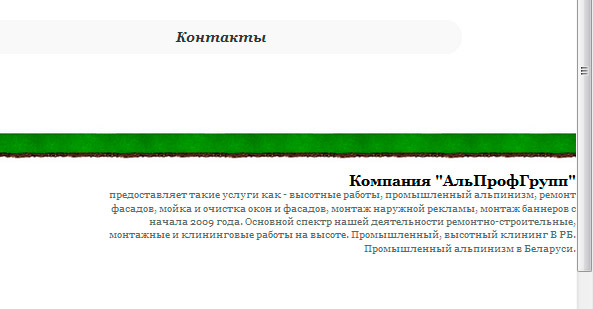 Контакты
Компания "АльПрофГрупп"
предоставляет такие услуги как - высотные работы, промышленный альпинизм, ремонт
фасадов, мойка и очистка окон и фасадов, монтаж наружной рекламы, монтаж баннеров с
начала 2009 года. Основной спектр нашей деятельности ремонтно-строительные,
монтажные и клининговые работы на высоте. Промышленный, высотный клининг В РБ.
Промышленный альпинизм в Беларуси.